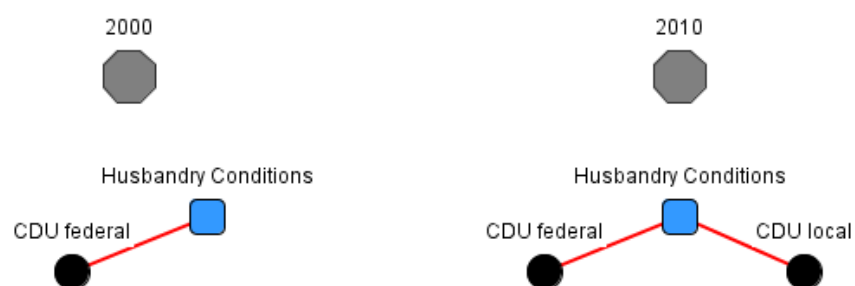 2000
2010
Husbandry Conditions
Husbandry Conditions
CDU federal
CDU federal
CDU local